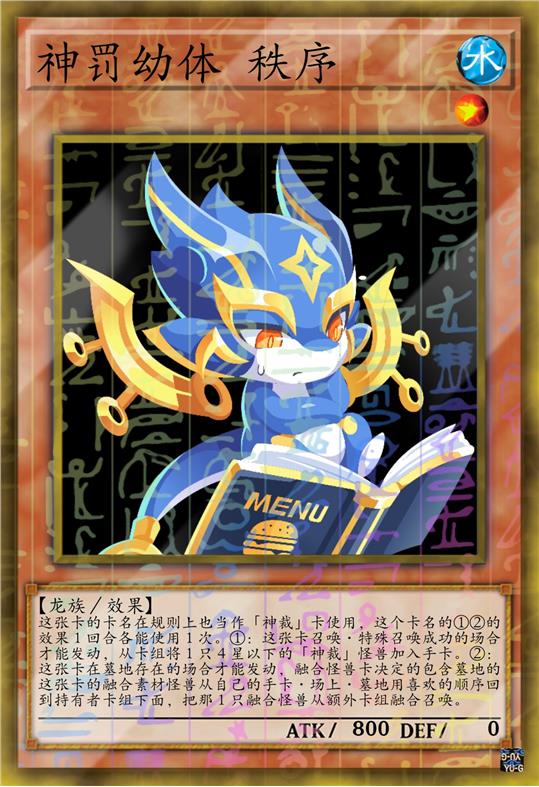 神罚幼体 秩序
水
MENU
【龙族／效果】
这张卡的卡名在规则上也当作「神裁」卡使用，这个卡名的①②的
效果1回合各能使用1次。①：这张卡召唤·特殊召唤成功的场合
才能发动，从卡组将1只4星以下的「神裁」怪兽加入手卡。②：
这张卡在墓地存在的场合才能发动，融合怪兽卡决定的包含墓地的
这张卡的融合素材怪兽从自己的手卡·场上·墓地用喜欢的顺序回
到持有者卡组下面，把那1只融合怪兽从额外卡组融合召唤。
ATK/ 800 DEF/ 0
YU-G